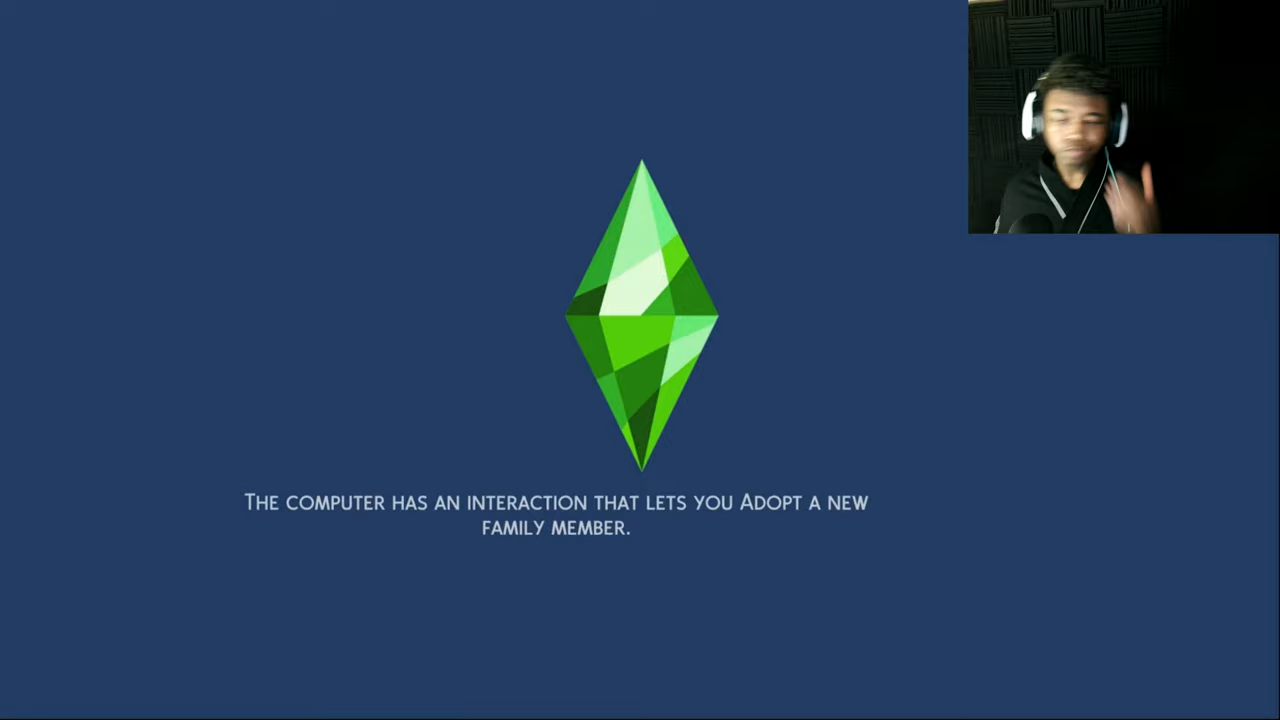 The computer has an interaction that lets you Adopt a new
family member.